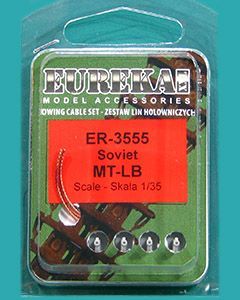 EUREKA!
MODEL ACCESSORIES
TOWING CABLE SET - ZESTAW LIN HOLOWNICZYCH
ER-3555
Soviet
MT-LB
Scale - Skala 1/35